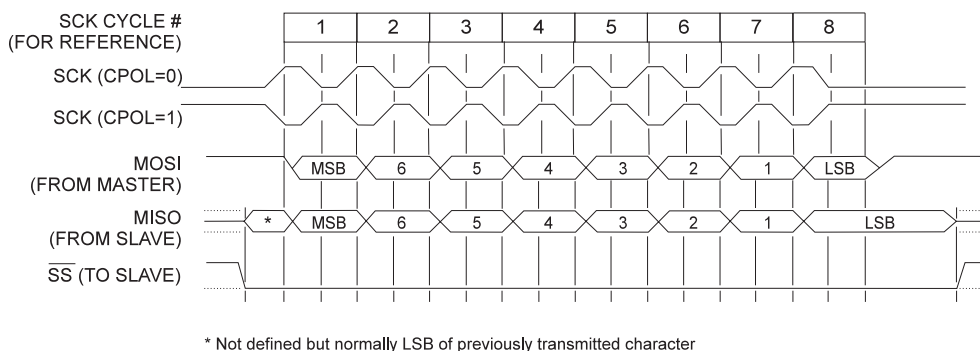 SCK CYCLE # 1 2 3 4 5 6 7 8
(FOR REFERENCE)
SCK (CPOL=0)
SCK (CPOL=1)
MOSI MSB 6 5 4 3 2 1 LSB
(FROM MASTER)
MISO * MSB 6 5 4 3 2 1 LSB
(FROM SLAVE)
SS (TO SLAVE)
* Not defined but normally LSB of previously transmitted character